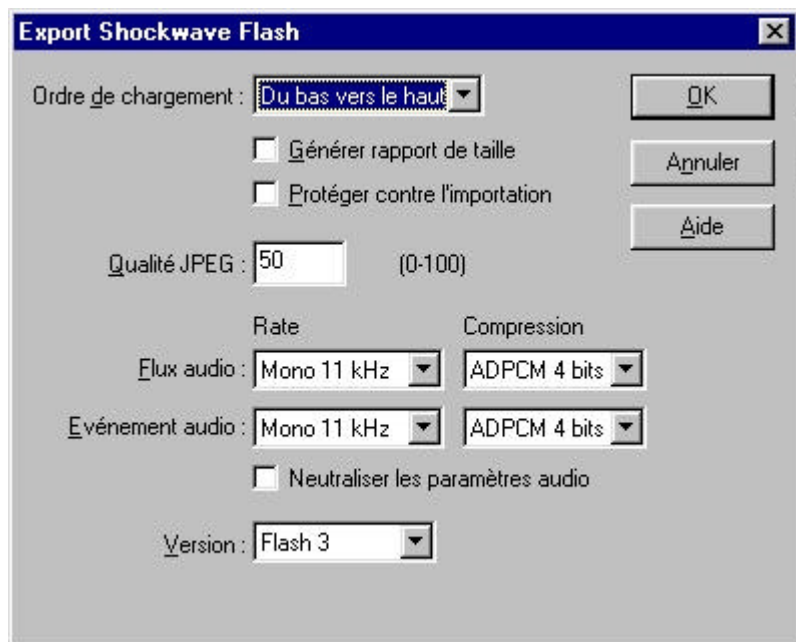 Export Shockwave Flash
Ordre de chargement : Du bas vers le haut
OK
Générer rapport de taille
Annuler
Protéger contre l'importation
Aide
Qualité JPEG : 50 (0-100)
Rate Compression
Flux audio : Mono 11 kHz ADPCM 4 bits
Evénement audio : Mono 11 kHz ADPCM 4 bits
Neutraliser les paramètres audio
Version : Flash 3